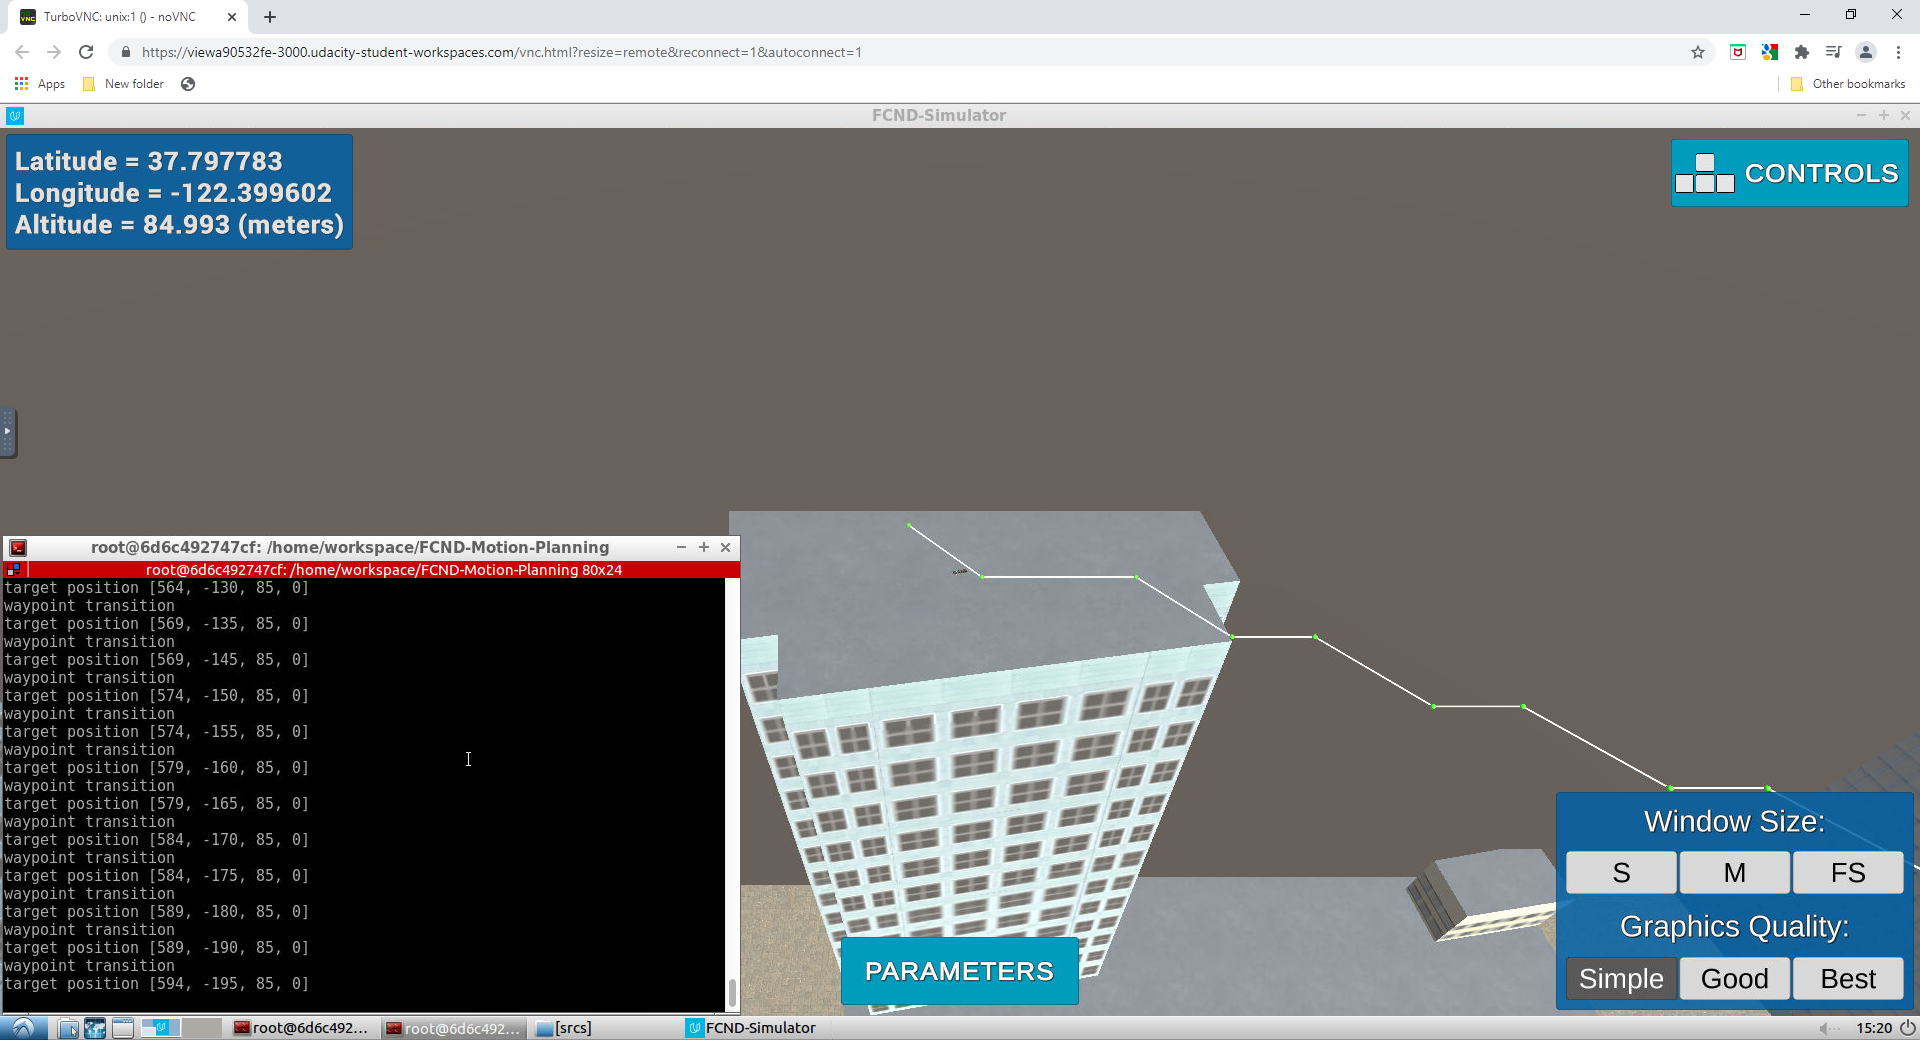 TurboVNC: unix:1 () - noVNC
https://viewa90532fe-3000.udacity-student-workspaces.com/vnc.html?resize=remote&reconnect=1&autoconnect=1
Apps
New folder
Other bookmarks
FCND-Simulator
Latitude = 37.797783
Longitude = -122.399602
Altitude = 84.993 (meters)
CONTROLS
root@6d6c492747cf: /home/workspace/FCND-Motion-Planning
root@6d6c492747cf: /home/workspace/FCND-Motion-Planning 80x24
target position [564, -130, 85, 0]
waypoint transition
target position [569, -135, 85, 0]
waypoint transition
target position [569, -145, 85, 0]
waypoint transition
target position [574, -150, 85, 0]
waypoint transition
target position [574, -155, 85, 0]
waypoint transition
target position [579, -160, 85, 0]
waypoint transition
target position [579, -165, 85, 0]
waypoint transition
target position [584, -170, 85, 0]
waypoint transition
target position [584, -175, 85, 0]
waypoint transition
target position [589, -180, 85, 0]
waypoint transition
target position [589, -190, 85, 0]
waypoint transition
target position [594, -195, 85, 0]
PARAMETERS
Window Size:
S
M
FS
Graphics Quality:
Simple
Good
Best
root@6d6c492...
root@6d6c492...
[srcs]
FCND-Simulator
15:20